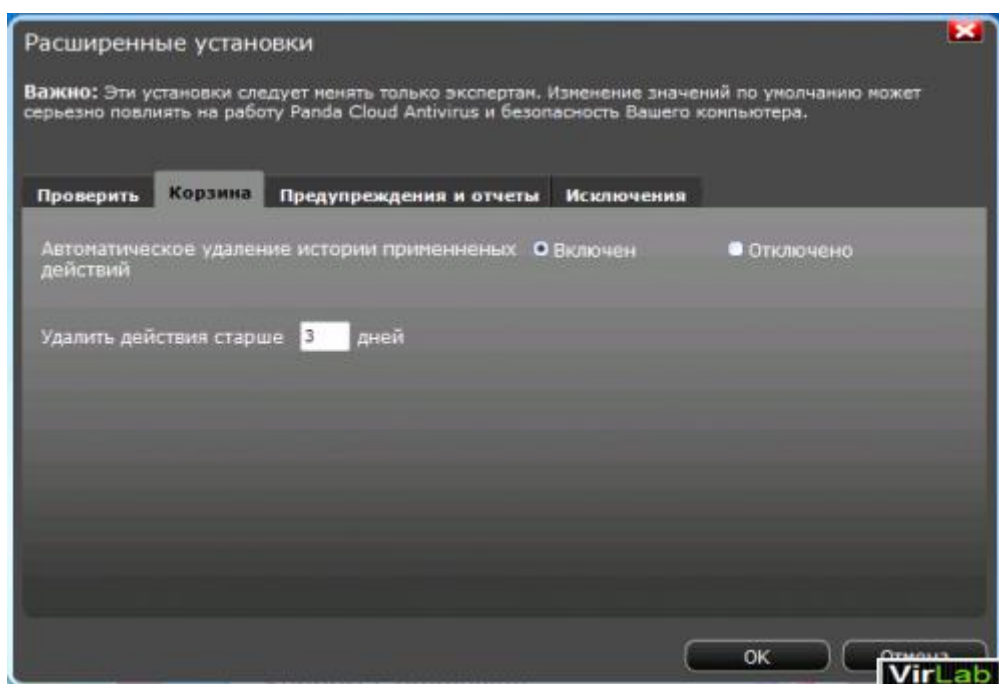 Расширенные установки
Важно: Эти установки следует менять только экспертам. Изменение значений по умолчанию может
серьезно повлиять на работу Panda Cloud Antivirus и безопасность Вашего компьютера.
Проверить Корзина Предупреждения и отчеты Исключения
Автоматическое удаление истории примененных Включен Отключено
действий
Удалить действия старше 3 дней
OK Отмена
VirLab